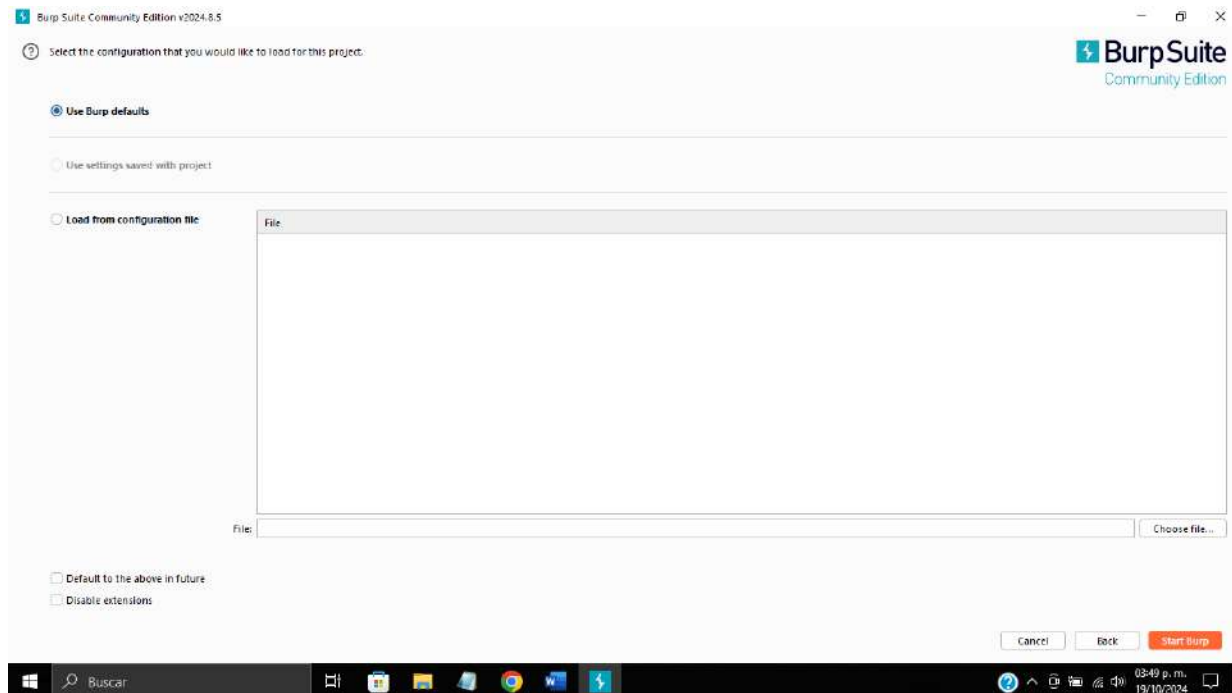 Burp Suite Community Edition v2024.8.5
Select the configuration that you would like to load for this project.
BurpSuite
Community Edition
Use Burp defaults
Use settings saved with project
Load from configuration file
File
File:
Choose file...
Default to the above in future
Disable extensions
Cancel
Back
Start Burp
Buscar
03:49 p. m.
19/10/2024